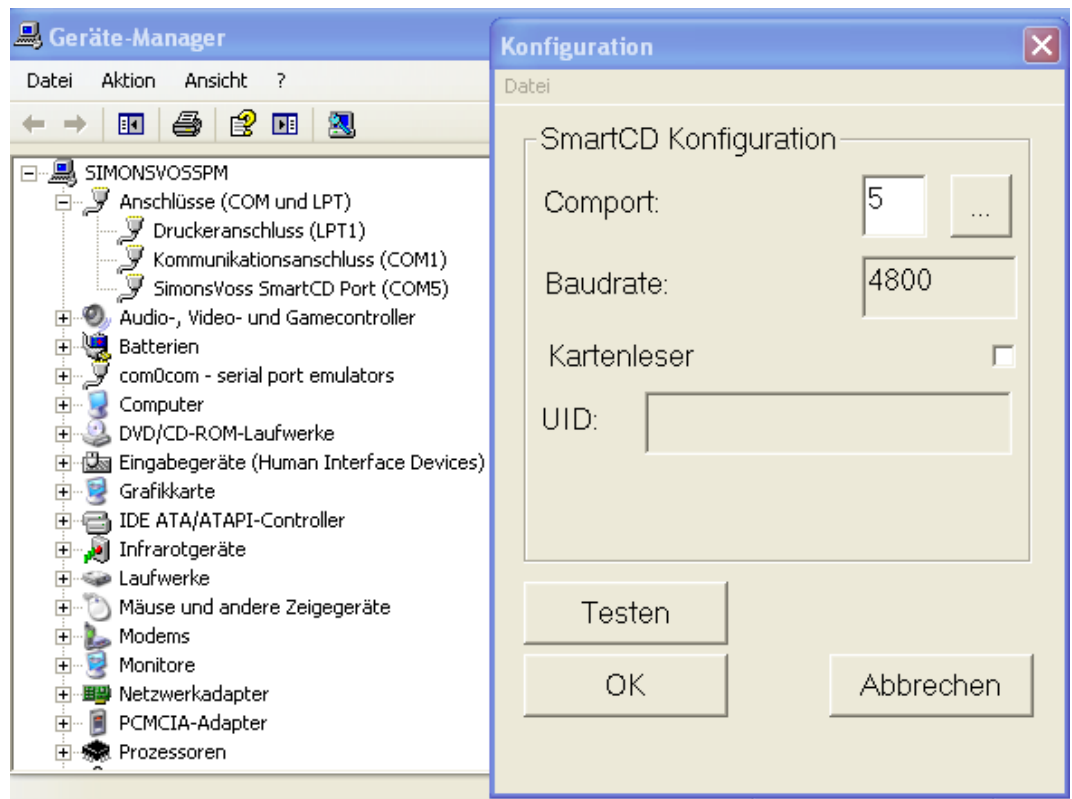 Geräte-Manager
Datei Aktion Ansicht ?
SIMONSVOSSPM
Anschlüsse (COM und LPT)
Druckeranschluss (LPT1)
Kommunikationsanschluss (COM1)
SimonsVoss SmartCD Port (COM5)
Audio-, Video- und Gamecontroller
Batterien
com0com - serial port emulators
Computer
DVD/CD-ROM-Laufwerke
Eingabegeräte (Human Interface Devices)
Grafikkarte
IDE ATA/ATAPI-Controller
Infrarotgeräte
Laufwerke
Mäuse und andere Zeigegeräte
Modems
Monitore
Netzwerkadapter
PCMCIA-Adapter
Prozessoren
Konfiguration
Datei
SmartCD Konfiguration
Comport: 5 ...
Baudrate: 4800
Kartenleser
UID:
Testen
OK Abbrechen